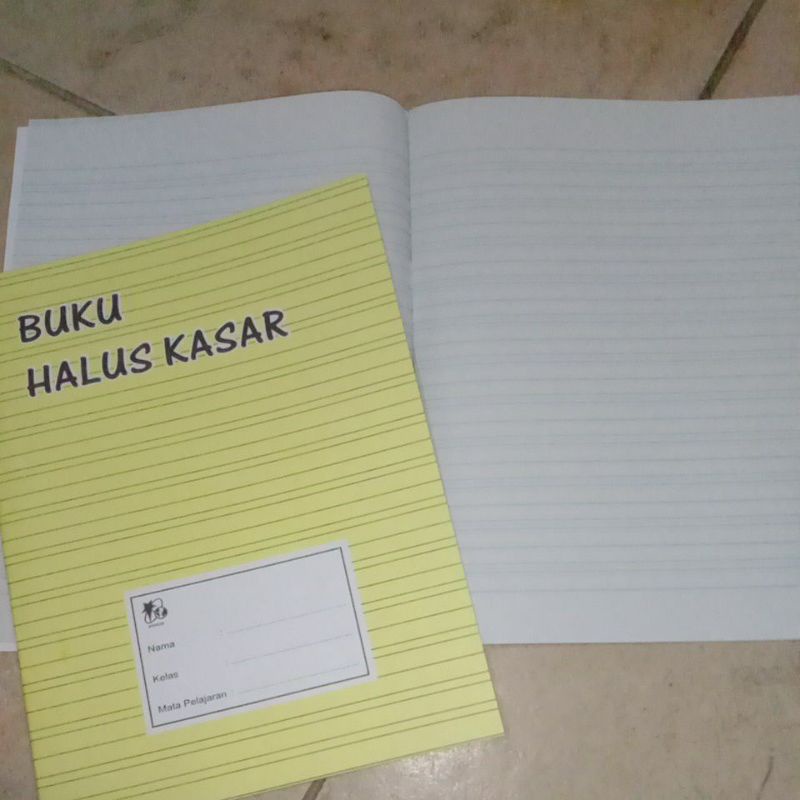 BUKU
HALUS KASAR
Nama :
Kelas :
Mata Pelajaran :